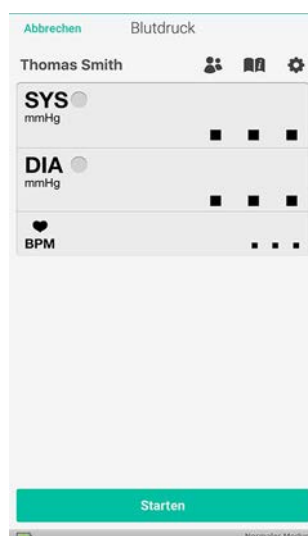 Abbrechen Blutdruck
Thomas Smith
SYS
mmHg
DIA
mmHg
BPM
Starten